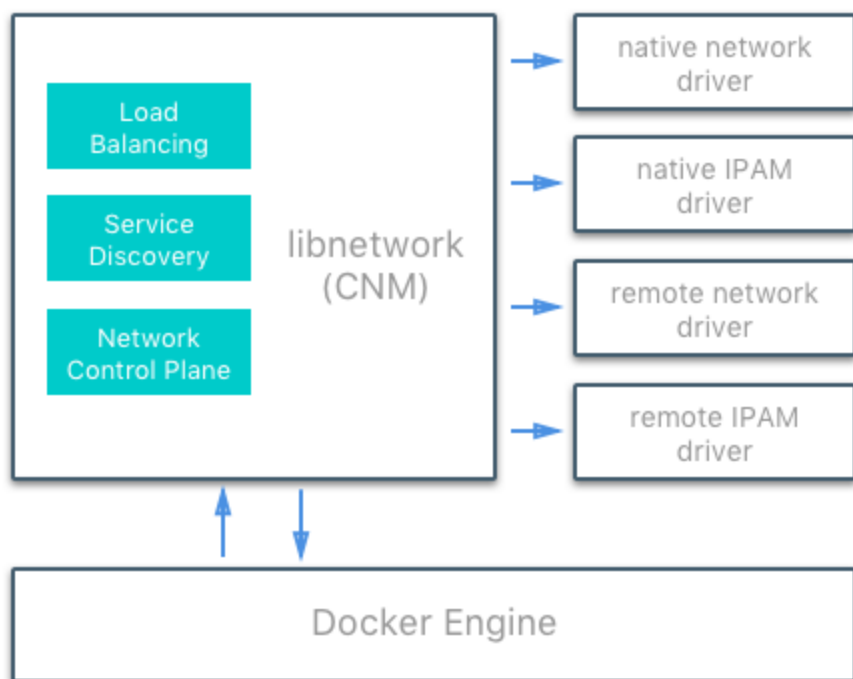 Load
Balancing
Service
Discovery
Network
Control Plane
libnetwork
(CNM)
native network
driver
native IPAM
driver
remote network
driver
remote IPAM
driver
Docker Engine